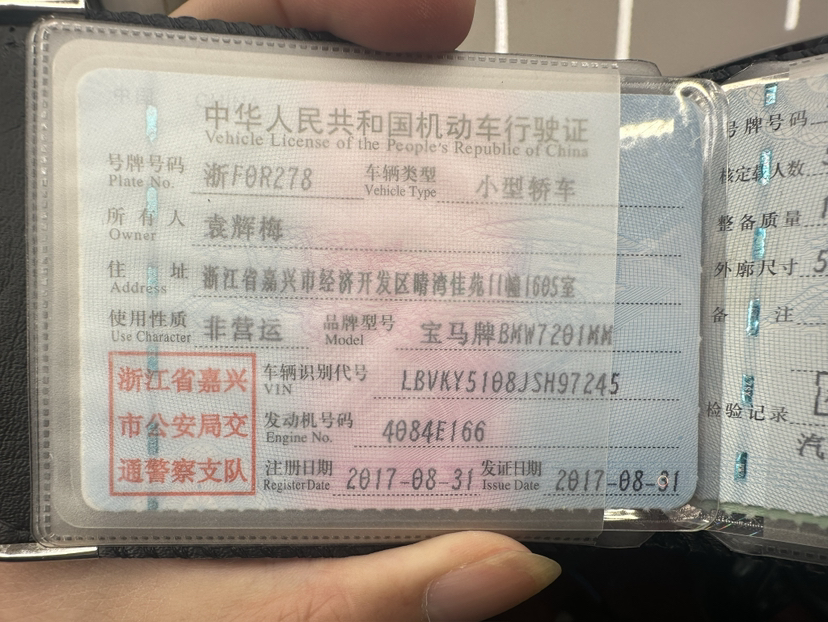 中华人民共和国机动车行驶证
Vehicle License of the People's Republic of China
号牌号码 浙F0R278 车辆类型 小型轿车
Plate No. Vehicle Type
所有人 袁辉梅
Owner
住址 浙江省嘉兴市经济开发区晴湾佳苑11幢1605室
Address
使用性质 非营运 品牌型号 宝马牌BMW7201MM
Use Character Model
浙江省嘉兴
市公安局交
通警察支队
车辆识别代号 LBVKY5108JSH97245
VIN
发动机号码 4084E166
Engine No.
注册日期 2017-08-31 发证日期 2017-08-31
Register Date Issue Date
号牌号码
核定载人数
整备质量
外廓尺寸 5
备注
检验记录
汽